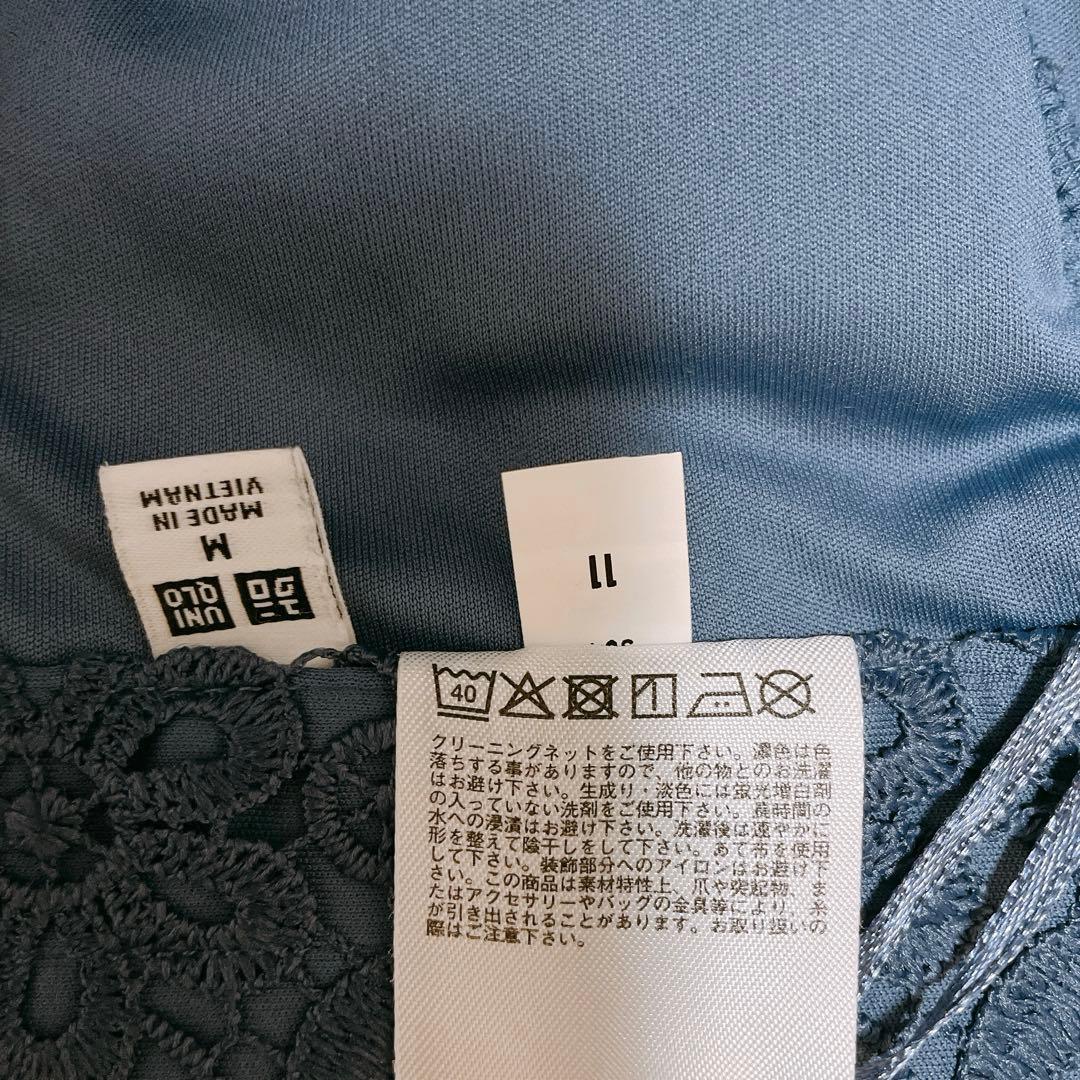 ユニ
クロ
UNI
QLO
M
MADE IN
VIETNAM
11
40
クリーニングネットをご使用下さい。濃色は色
落ちする事がありますので、他の物とのお洗濯
はお避け下さい。生成り・淡色には蛍光増白剤
の入っていない洗剤をご使用下さい。長時間の
水への浸漬はお避け下さい。洗濯後は速やかに
形を整えて陰干しをして下さい。あて布を使用
して下さい。装飾部分へのアイロンはお避け下
さい。この商品は素材特性上、爪や突起物、ま
たはアクセサリーやバッグの金具等により、糸
が引き出されることがあります。お取り扱いの
際はご注意下さい。